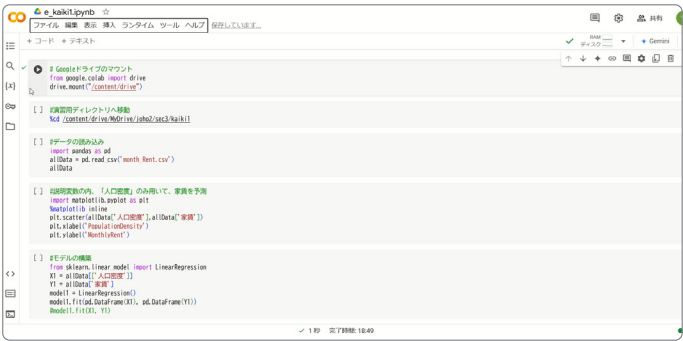 e_kaiki1.ipynb
ファイル 編集 表示 挿入 ランタイム ツール ヘルプ 保存しています...
共有
+ コード + テキスト
RAM
ディスク
Gemini
# Googleドライブのマウント
from google.colab import drive
drive.mount("/content/drive")
[ ] #演習用ディレクトリへ移動
%cd /content/drive/MyDrive/joho2/sec3/kaiki1
[ ] #データの読み込み
import pandas as pd
allData = pd.read_csv('month_Rent.csv')
allData
[ ] #説明変数の内、「人口密度」のみ用いて、家賃を予測
import matplotlib.pyplot as plt
%matplotlib inline
plt.scatter(allData['人口密度'],allData['家賃'])
plt.xlabel('PopulationDensity')
plt.ylabel('MonthlyRent')
[ ] #モデルの構築
from sklearn.linear_model import LinearRegression
X1 = allData[['人口密度']]
Y1 = allData['家賃']
model1 = LinearRegression()
model1.fit(pd.DataFrame(X1), pd.DataFrame(Y1))
#model1.fit(X1, Y1)
✓ 1 秒 完了時間: 18:49